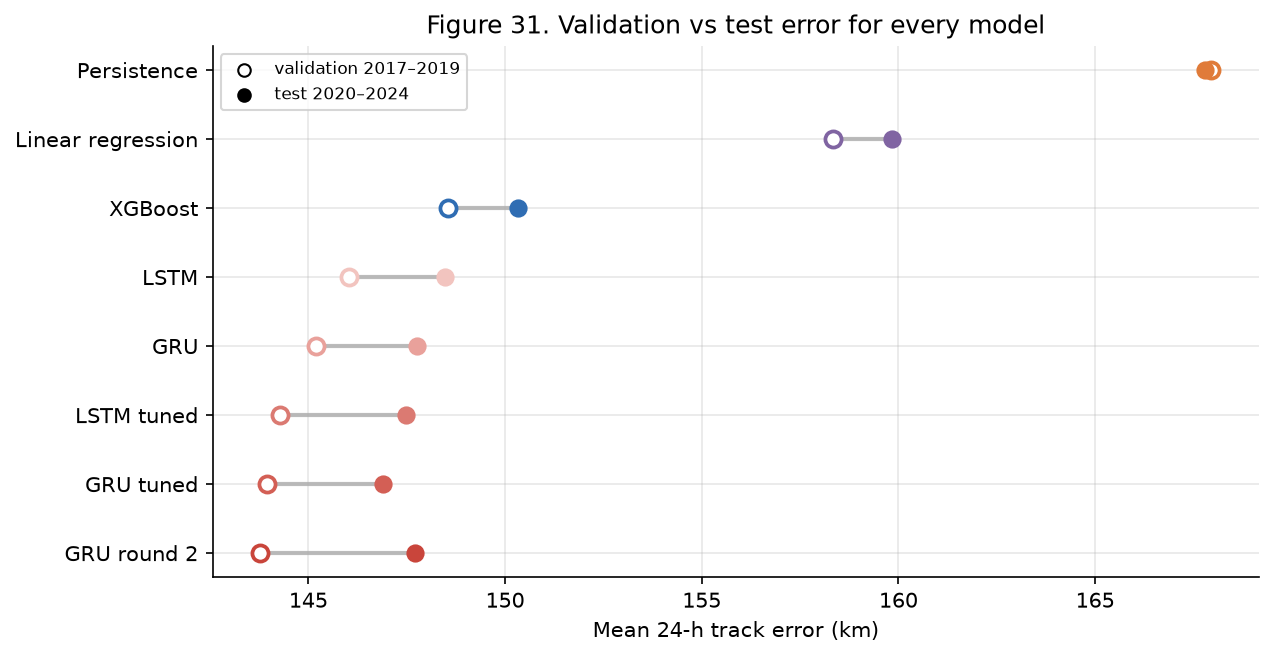 Figure 31. Validation vs test error for every model
validation 2017–2019
test 2020–2024
Persistence
Linear regression
XGBoost
LSTM
GRU
LSTM tuned
GRU tuned
GRU round 2
145 150 155 160 165
Mean 24-h track error (km)